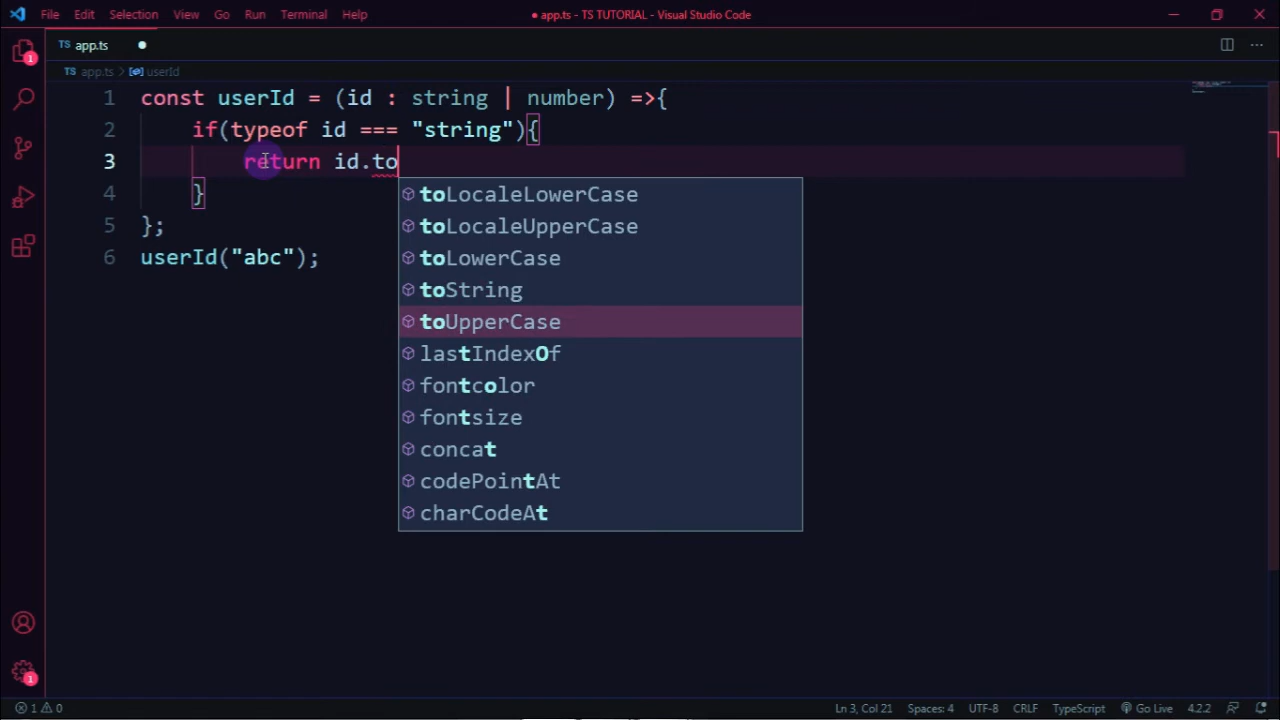 File Edit Selection View Go Run Terminal Help ● app.ts - TS TUTORIAL - Visual Studio Code
TS app.ts
TS app.ts > userId
1 const userId = (id : string | number) =>{
2 if(typeof id === "string"){
3 return id.to
4 }
5 };
6 userId("abc");
toLocaleLowerCase
toLocaleUpperCase
toLowerCase
toString
toUpperCase
lastIndexOf
fontcolor
fontsize
concat
codePointAt
charCodeAt
1
1
1 0 Ln 3, Col 21 Spaces: 4 UTF-8 CRLF TypeScript Go Live 4.2.2